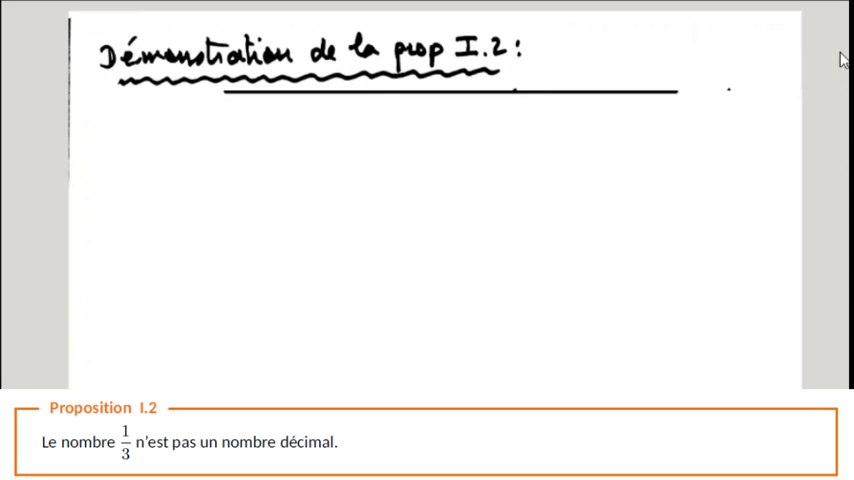 Démonstration de la prop I.2 :
Proposition I.2
Le nombre 1/3 n'est pas un nombre décimal.